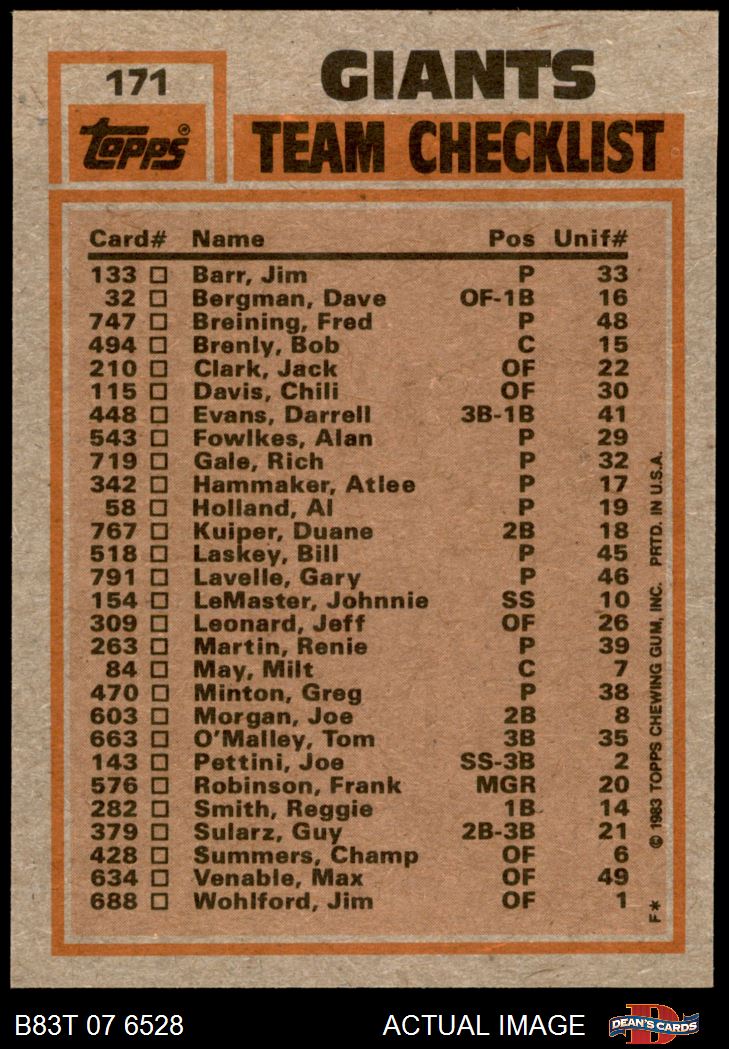 171
GIANTS
Topps®
TEAM CHECKLIST
Card# Name Pos Unif#
133 Barr, Jim P 33
32 Bergman, Dave OF-1B 16
747 Breining, Fred P 48
494 Brenly, Bob C 15
210 Clark, Jack OF 22
115 Davis, Chili OF 30
448 Evans, Darrell 3B-1B 41
543 Fowlkes, Alan P 29
719 Gale, Rich P 32
342 Hammaker, Atlee P 17
58 Holland, Al P 19
767 Kuiper, Duane 2B 18
518 Laskey, Bill P 45
791 Lavelle, Gary P 46
154 LeMaster, Johnnie SS 10
309 Leonard, Jeff OF 26
263 Martin, Renie P 39
84 May, Milt C 7
470 Minton, Greg P 38
603 Morgan, Joe 2B 8
663 O'Malley, Tom 3B 35
143 Pettini, Joe SS-3B 2
576 Robinson, Frank MGR 20
282 Smith, Reggie 1B 14
379 Sularz, Guy 2B-3B 21
428 Summers, Champ OF 6
634 Venable, Max OF 49
688 Wohlford, Jim OF 1
F* © 1983 TOPPS CHEWING GUM, INC. PRTD. IN U.S.A.
B83T 07 6528 ACTUAL IMAGE
D
DEAN'S CARDS